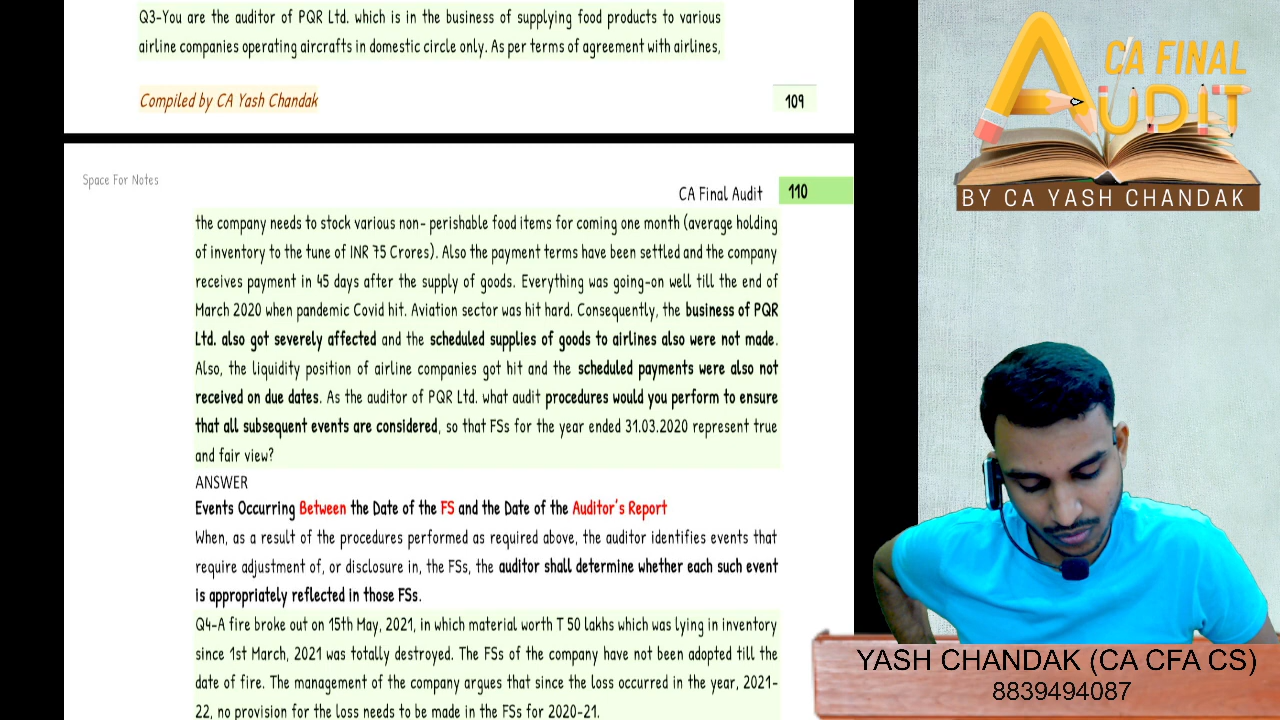 Q3-You are the auditor of PQR Ltd. which is in the business of supplying food products to various
airline companies operating aircrafts in domestic circle only. As per terms of agreement with airlines,
Compiled by CA Yash Chandak
109
Space For Notes
CA Final Audit 110
the company needs to stock various non- perishable food items for coming one month (average holding
of inventory to the tune of INR 75 Crores). Also the payment terms have been settled and the company
receives payment in 45 days after the supply of goods. Everything was going-on well till the end of
March 2020 when pandemic Covid hit. Aviation sector was hit hard. Consequently, the business of PQR
Ltd. also got severely affected and the scheduled supplies of goods to airlines also were not made.
Also, the liquidity position of airline companies got hit and the scheduled payments were also not
received on due dates. As the auditor of PQR Ltd. what audit procedures would you perform to ensure
that all subsequent events are considered, so that FSs for the year ended 31.03.2020 represent true
and fair view?
ANSWER
Events Occurring Between the Date of the FS and the Date of the Auditor's Report
When, as a result of the procedures performed as required above, the auditor identifies events that
require adjustment of, or disclosure in, the FSs, the auditor shall determine whether each such event
is appropriately reflected in those FSs.
Q4-A fire broke out on 15th May, 2021, in which material worth T 50 lakhs which was lying in inventory
since 1st March, 2021 was totally destroyed. The FSs of the company have not been adopted till the
date of fire. The management of the company argues that since the loss occurred in the year, 2021-
22, no provision for the loss needs to be made in the FSs for 2020-21.
CA FINAL
AUDIT
BY CA YASH CHANDAK
YASH CHANDAK (CA CFA CS)
8839494087